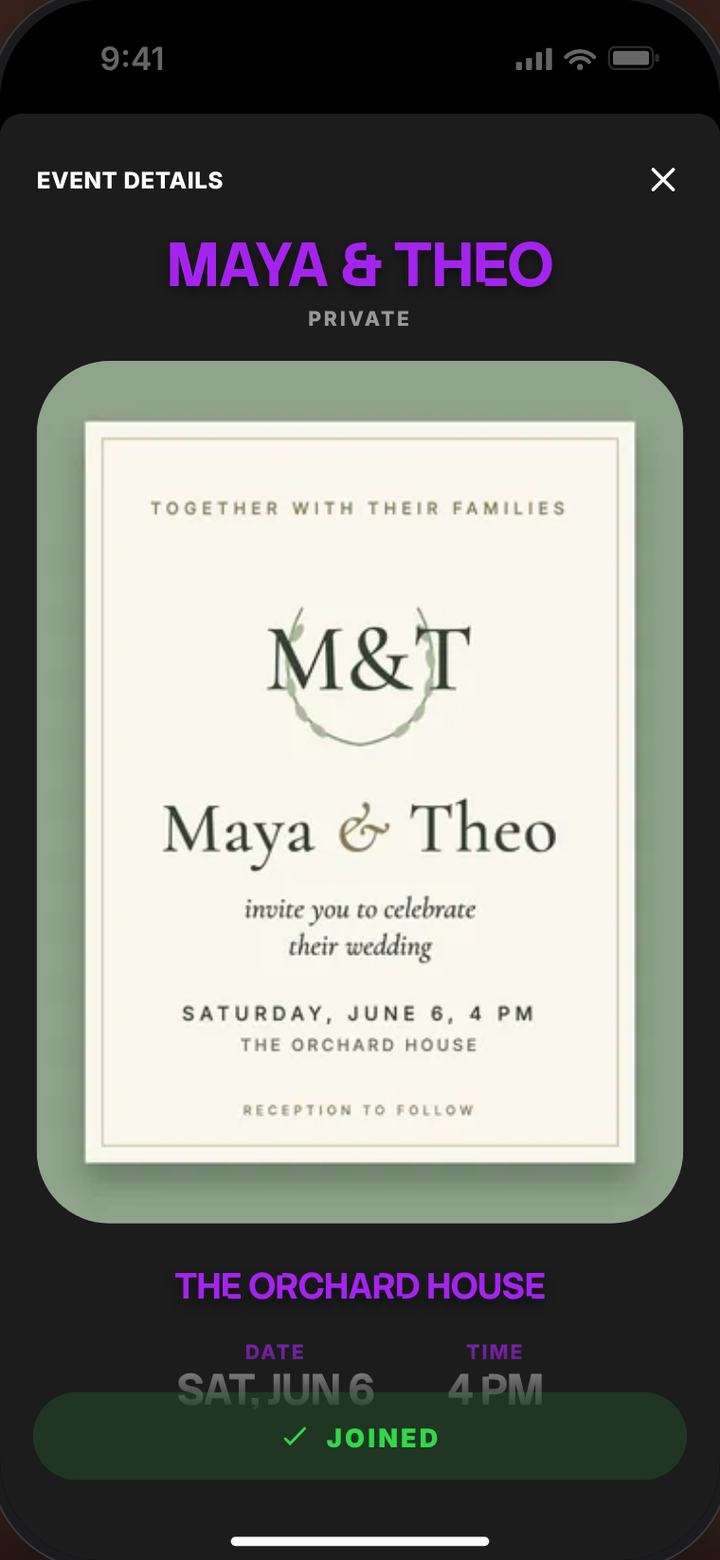 9:41
EVENT DETAILS
MAYA & THEO
PRIVATE
TOGETHER WITH THEIR FAMILIES
M&T
Maya & Theo
invite you to celebrate
their wedding
SATURDAY, JUNE 6, 4 PM
THE ORCHARD HOUSE
RECEPTION TO FOLLOW
THE ORCHARD HOUSE
DATE TIME
SAT, JUN 6 4 PM
JOINED